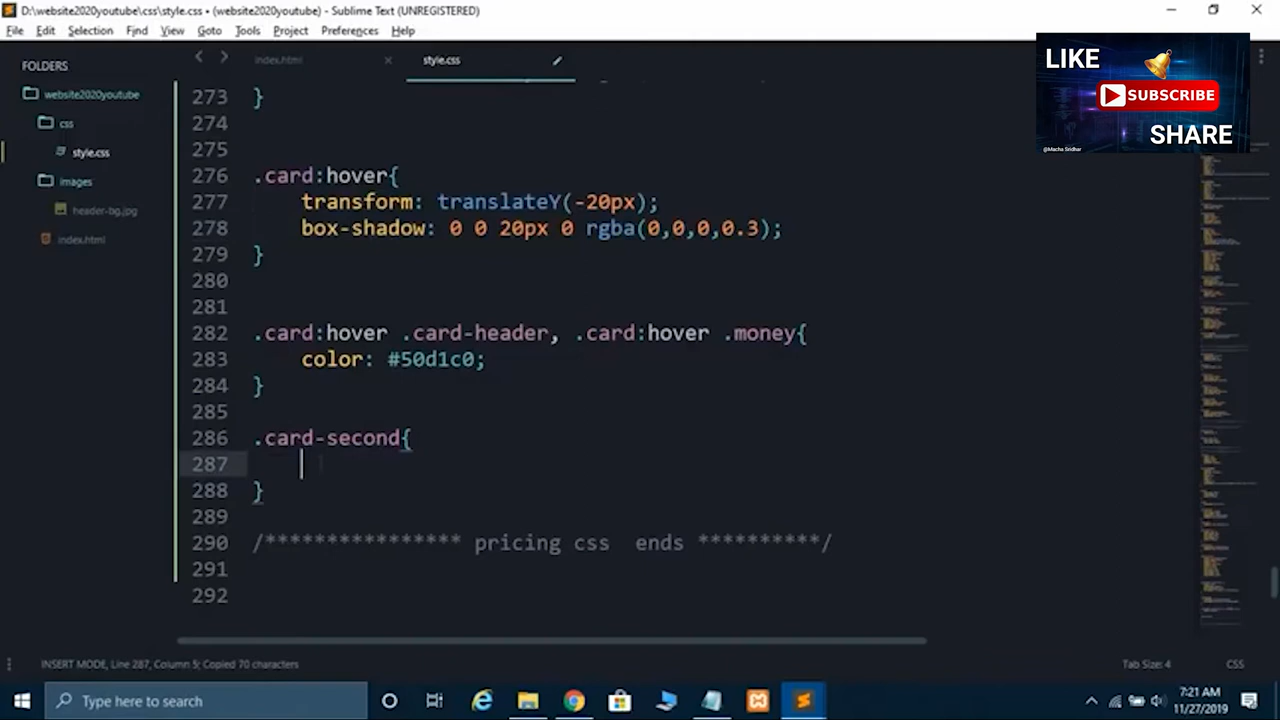 D:\website2020youtube\css\style.css • (website2020youtube) - Sublime Text (UNREGISTERED)
File Edit Selection Find View Goto Tools Project Preferences Help
LIKE
SUBSCRIBE
SHARE
@Macha Sridhar
FOLDERS
website2020youtube
css
style.css
images
header-bg.jpg
index.html
index.html
style.css
273 }
274
275
276 .card:hover{
277 transform: translateY(-20px);
278 box-shadow: 0 0 20px 0 rgba(0,0,0,0.3);
279 }
280
281
282 .card:hover .card-header, .card:hover .money{
283 color: #50d1c0;
284 }
285
286 .card-second{
287
288 }
289
290 /*************** pricing css  ends **********/
291
292
INSERT MODE, Line 287, Column 5; Copied 70 characters
Tab Size: 4
CSS
Type here to search
7:21 AM
11/27/2019